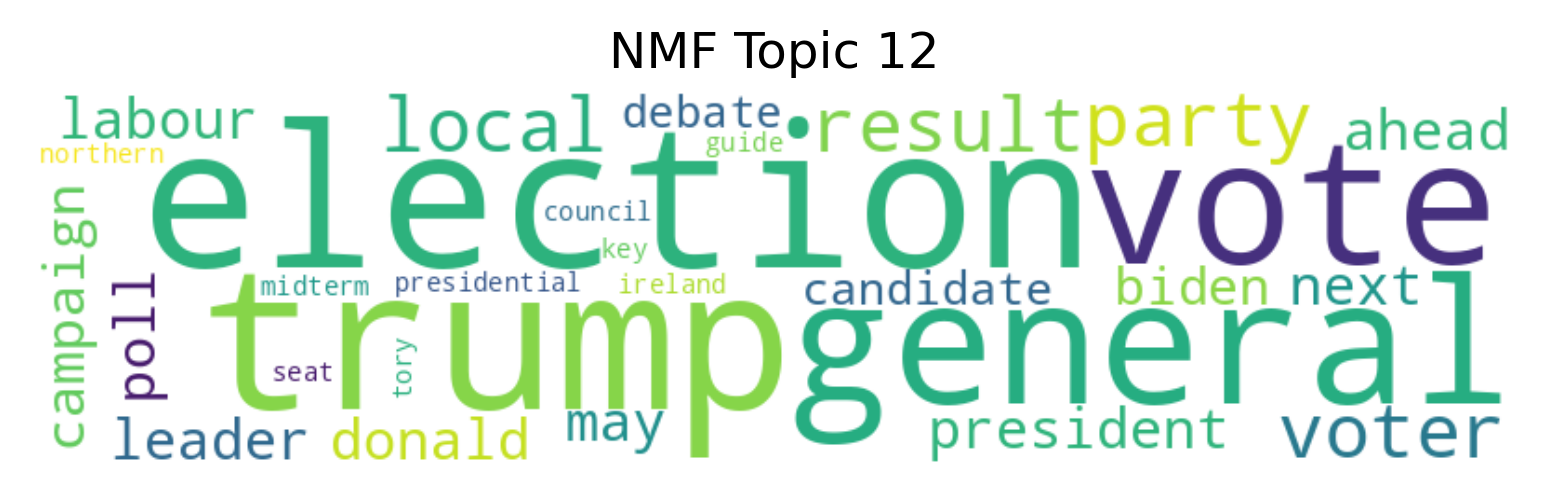 NMF Topic 12
labour local debate result party ahead
northern guide
election vote
campaign council
key
poll midterm presidential ireland candidate biden next
trump general
seat tory
leader donald may president voter